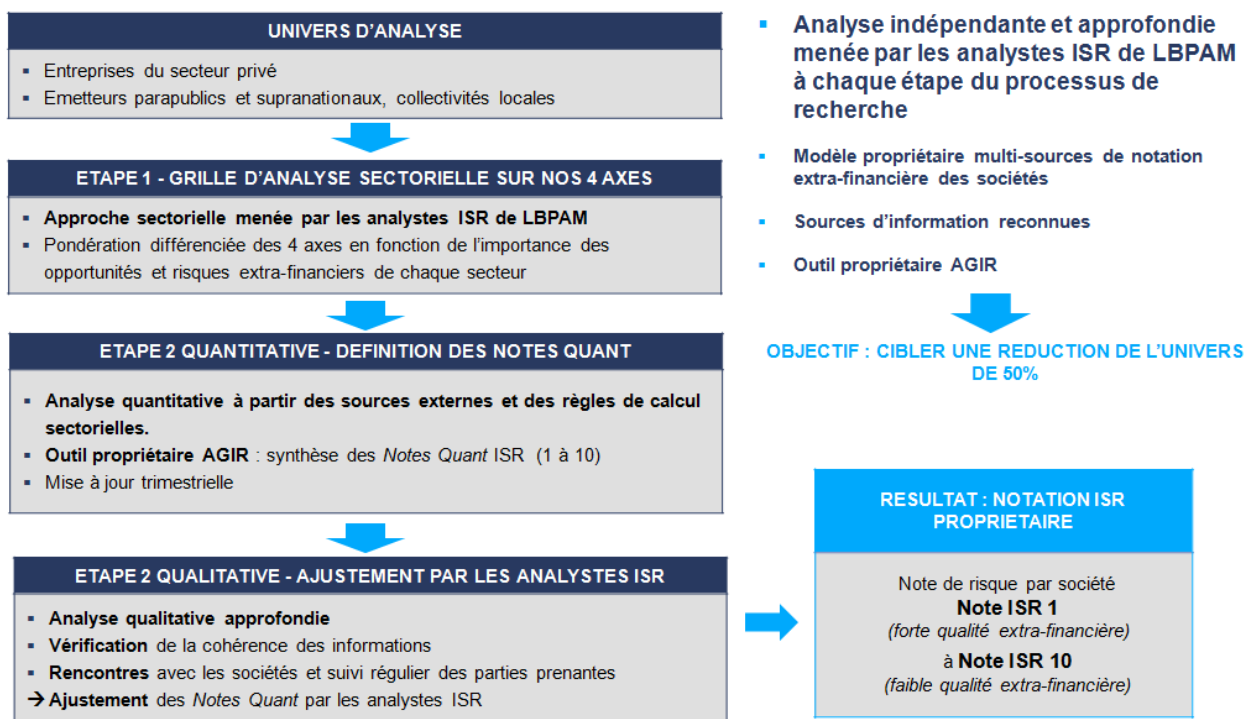 UNIVERS D'ANALYSE
▪ Entreprises du secteur privé
▪ Emetteurs parapublics et supranationaux, collectivités locales
ETAPE 1 - GRILLE D'ANALYSE SECTORIELLE SUR NOS 4 AXES
▪ Approche sectorielle menée par les analystes ISR de LBPAM
▪ Pondération différenciée des 4 axes en fonction de l'importance des
opportunités et risques extra-financiers de chaque secteur
ETAPE 2 QUANTITATIVE - DEFINITION DES NOTES QUANT
▪ Analyse quantitative à partir des sources externes et des règles de calcul
sectorielles.
▪ Outil propriétaire AGIR : synthèse des Notes Quant ISR (1 à 10)
▪ Mise à jour trimestrielle
ETAPE 2 QUALITATIVE - AJUSTEMENT PAR LES ANALYSTES ISR
▪ Analyse qualitative approfondie
▪ Vérification de la cohérence des informations
▪ Rencontres avec les sociétés et suivi régulier des parties prenantes
→ Ajustement des Notes Quant par les analystes ISR
▪ Analyse indépendante et approfondie
menée par les analystes ISR de LBPAM
à chaque étape du processus de
recherche
▪ Modèle propriétaire multi-sources de notation
extra-financière des sociétés
▪ Sources d'information reconnues
▪ Outil propriétaire AGIR
OBJECTIF : CIBLER UNE REDUCTION DE L'UNIVERS
DE 50%
RESULTAT : NOTATION ISR
PROPRIETAIRE
Note de risque par société
Note ISR 1
(forte qualité extra-financière)
à Note ISR 10
(faible qualité extra-financière)